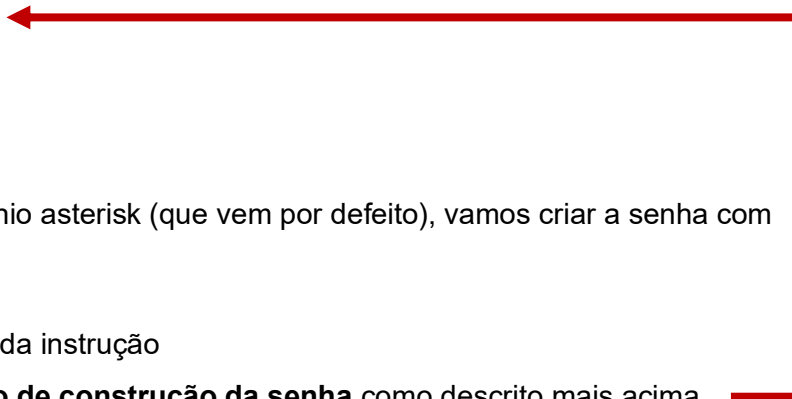 nio asterisk (que vem por defeito), vamos criar a senha com
da instrução
o de construção da senha como descrito mais acima